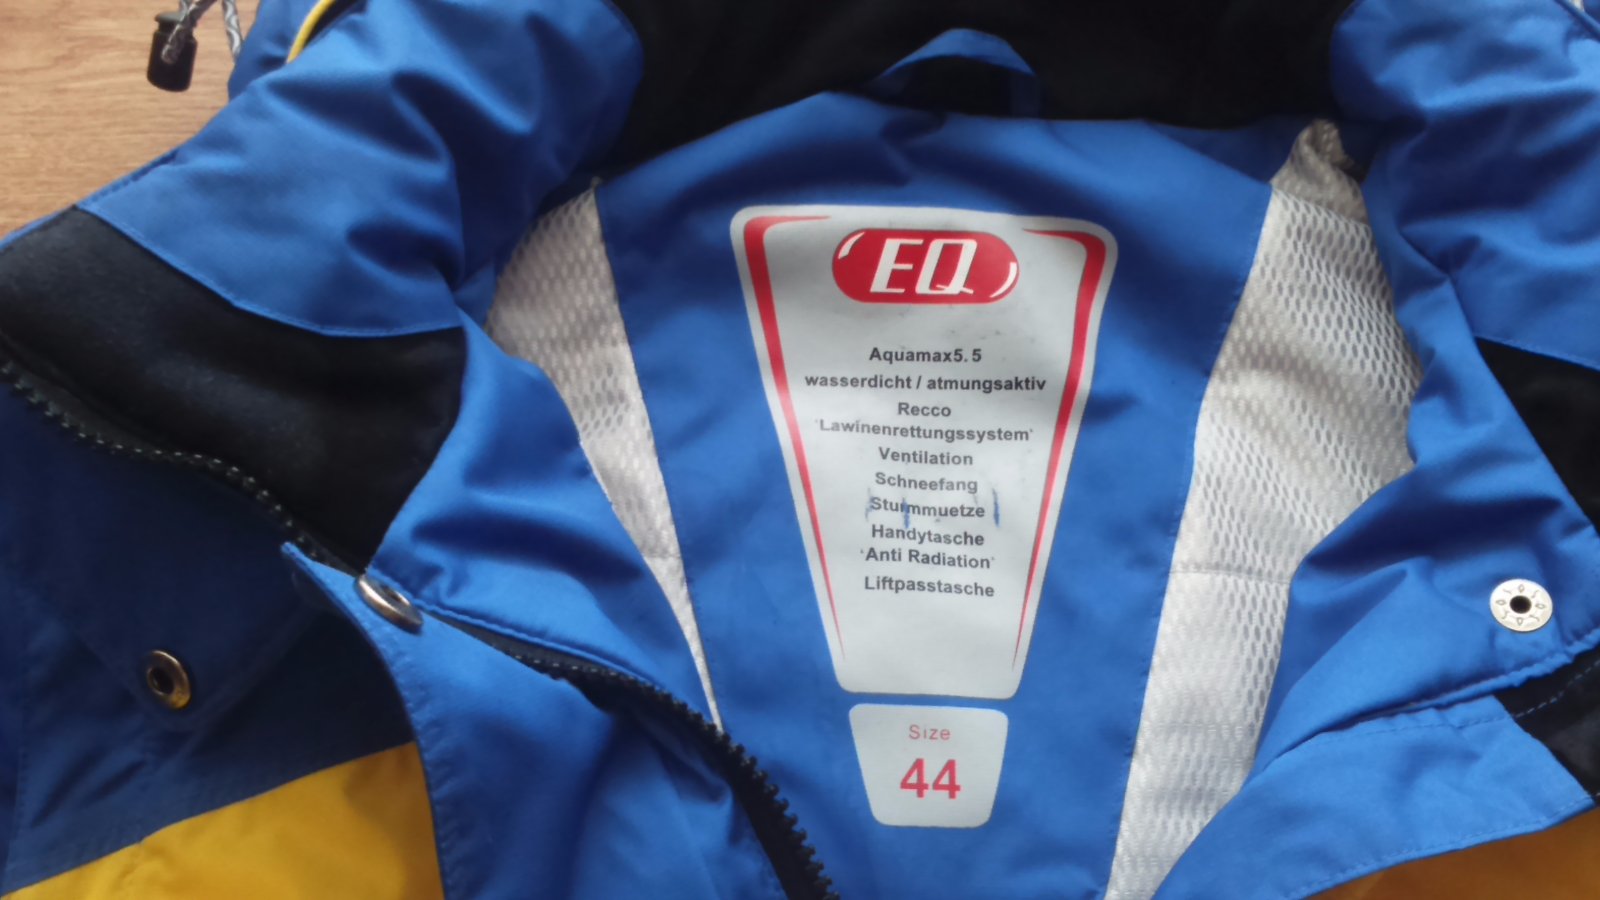 EQ
Aquamax5.5
wasserdicht / atmungsaktiv
Recco
'Lawinenrettungssystem'
Ventilation
Schneefang
Sturmmuetze
Handytasche
'Anti Radiation'
Liftpasstasche
Size
44